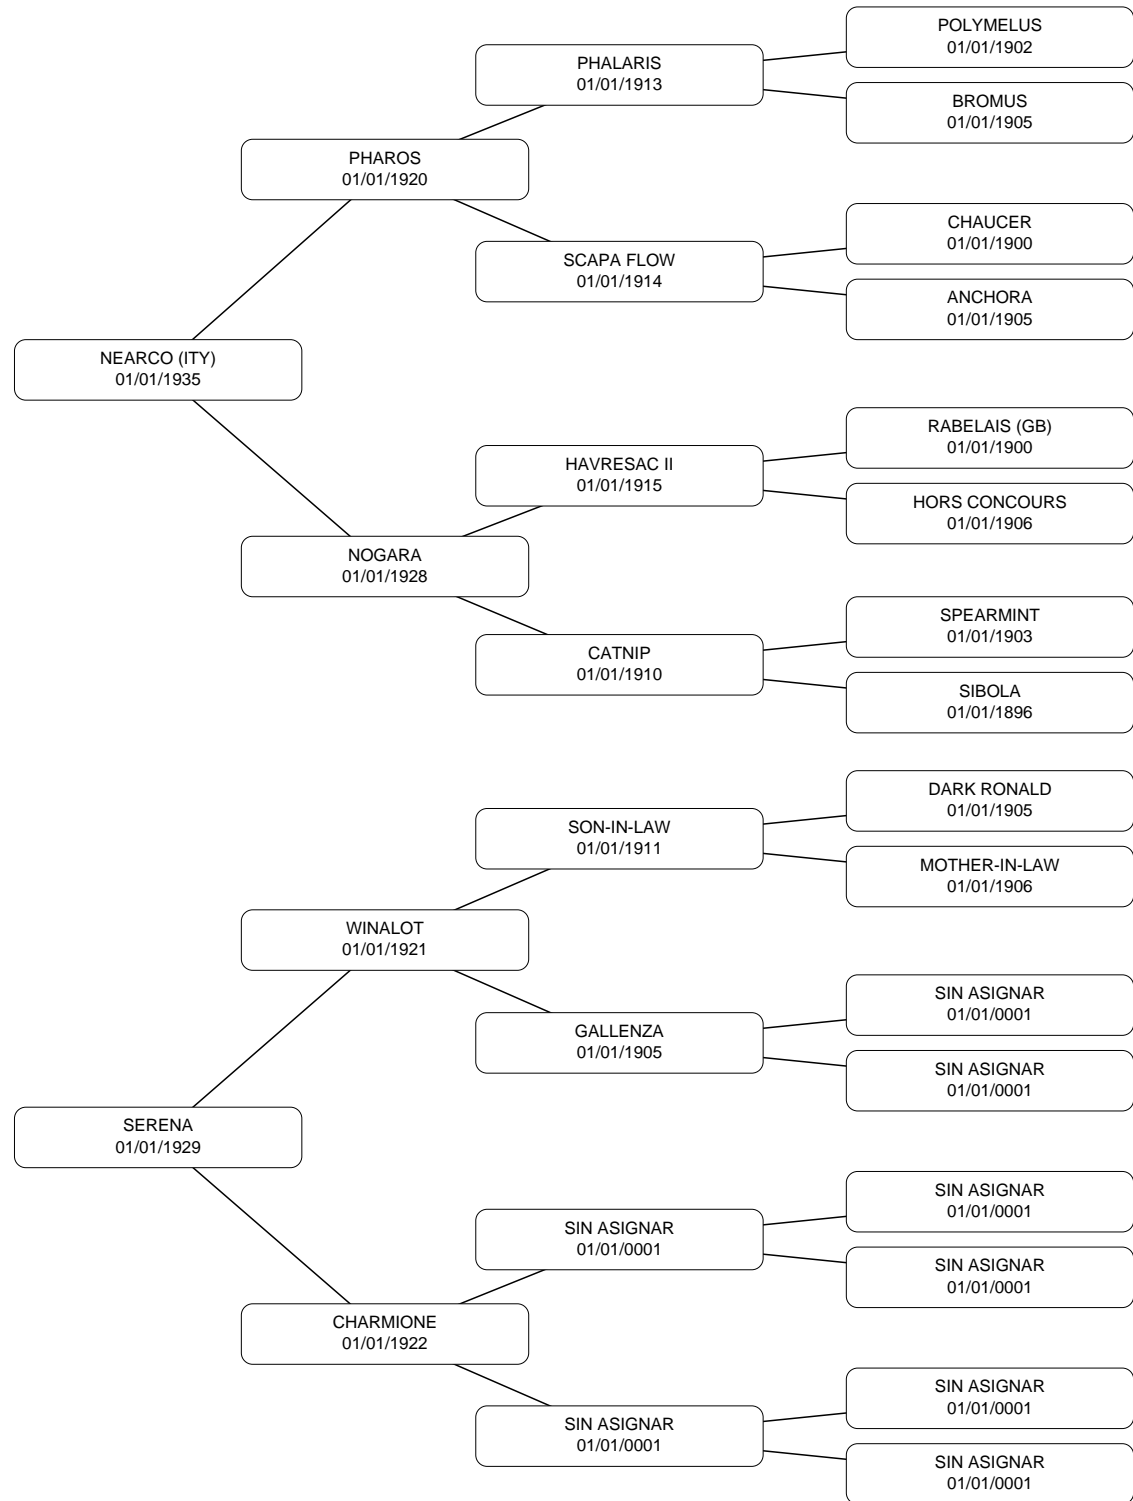 POLYMELUS
01/01/1902
PHALARIS
01/01/1913
BROMUS
01/01/1905
PHAROS
01/01/1920
CHAUCER
01/01/1900
SCAPA FLOW
01/01/1914
ANCHORA
01/01/1905
NEARCO (ITY)
01/01/1935
RABELAIS (GB)
01/01/1900
HAVRESAC II
01/01/1915
HORS CONCOURS
01/01/1906
NOGARA
01/01/1928
SPEARMINT
01/01/1903
CATNIP
01/01/1910
SIBOLA
01/01/1896
DARK RONALD
01/01/1905
SON-IN-LAW
01/01/1911
MOTHER-IN-LAW
01/01/1906
WINALOT
01/01/1921
SIN ASIGNAR
01/01/0001
GALLENZA
01/01/1905
SIN ASIGNAR
01/01/0001
SERENA
01/01/1929
SIN ASIGNAR
01/01/0001
SIN ASIGNAR
01/01/0001
SIN ASIGNAR
01/01/0001
CHARMIONE
01/01/1922
SIN ASIGNAR
01/01/0001
SIN ASIGNAR
01/01/0001
SIN ASIGNAR
01/01/0001